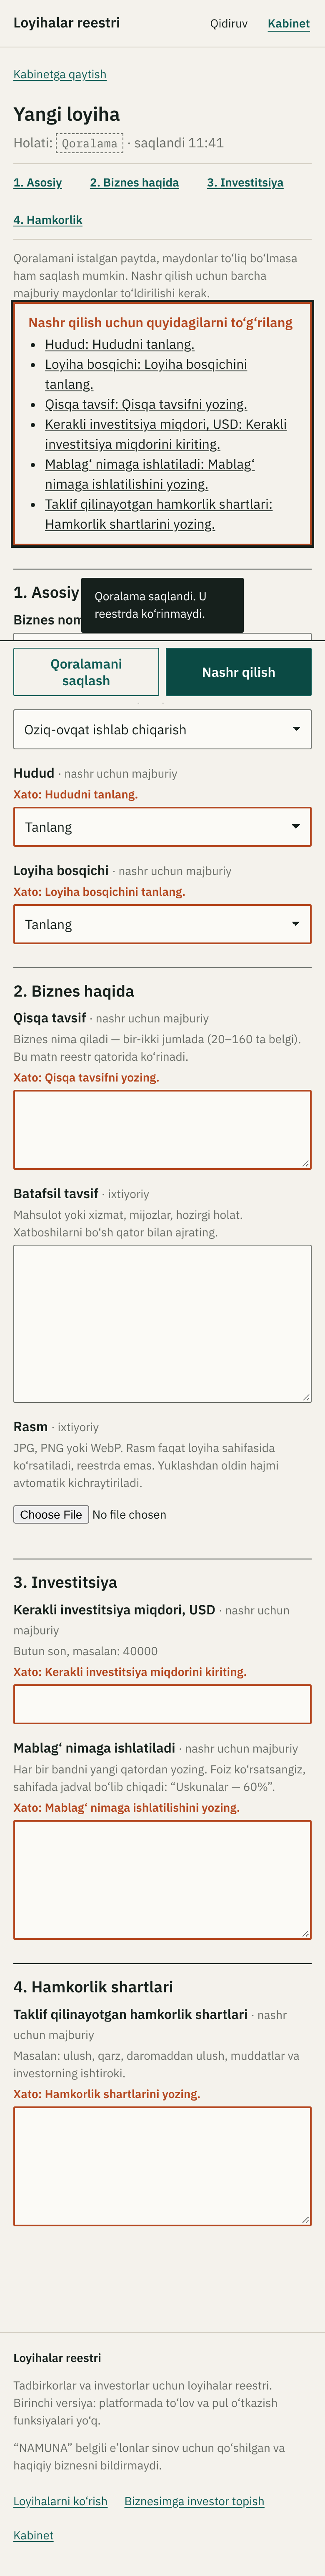 Loyihalar reestri
Qidiruv
Kabinet
Kabinetga qaytish
Yangi loyiha
Holati: Qoralama · saqlandi 11:41
1. Asosiy
2. Biznes haqida
3. Investitsiya
4. Hamkorlik
Qoralamani istalgan paytda, maydonlar to‘liq bo‘lmasa
ham saqlash mumkin. Nashr qilish uchun barcha
majburiy maydonlar to‘ldirilishi kerak.
Nashr qilish uchun quyidagilarni to‘g‘rilang
• Hudud: Hududni tanlang.
• Loyiha bosqichi: Loyiha bosqichini
tanlang.
• Qisqa tavsif: Qisqa tavsifni yozing.
• Kerakli investitsiya miqdori, USD: Kerakli
investitsiya miqdorini kiriting.
• Mablag‘ nimaga ishlatiladi: Mablag‘
nimaga ishlatilishini yozing.
• Taklif qilinayotgan hamkorlik shartlari:
Hamkorlik shartlarini yozing.
1. Asosiy
Qoralama saqlandi. U
reestrda ko‘rinmaydi.
Biznes nom
Qoralamani
saqlash
Nashr qilish
Oziq-ovqat ishlab chiqarish
Hudud · nashr uchun majburiy
Xato: Hududni tanlang.
Tanlang
Loyiha bosqichi · nashr uchun majburiy
Xato: Loyiha bosqichini tanlang.
Tanlang
2. Biznes haqida
Qisqa tavsif · nashr uchun majburiy
Biznes nima qiladi — bir-ikki jumlada (20–160 ta belgi).
Bu matn reestr qatorida ko‘rinadi.
Xato: Qisqa tavsifni yozing.
Batafsil tavsif · ixtiyoriy
Mahsulot yoki xizmat, mijozlar, hozirgi holat.
Xatboshilarni bo‘sh qator bilan ajrating.
Rasm · ixtiyoriy
JPG, PNG yoki WebP. Rasm faqat loyiha sahifasida
ko‘rsatiladi, reestrda emas. Yuklashdan oldin hajmi
avtomatik kichraytiriladi.
Choose File No file chosen
3. Investitsiya
Kerakli investitsiya miqdori, USD · nashr uchun
majburiy
Butun son, masalan: 40000
Xato: Kerakli investitsiya miqdorini kiriting.
Mablag‘ nimaga ishlatiladi · nashr uchun majburiy
Har bir bandni yangi qatordan yozing. Foiz ko‘rsatsangiz,
sahifada jadval bo‘lib chiqadi: “Uskunalar — 60%”.
Xato: Mablag‘ nimaga ishlatilishini yozing.
4. Hamkorlik shartlari
Taklif qilinayotgan hamkorlik shartlari · nashr
uchun majburiy
Masalan: ulush, qarz, daromaddan ulush, muddatlar va
investorning ishtiroki.
Xato: Hamkorlik shartlarini yozing.
Loyihalar reestri
Tadbirkorlar va investorlar uchun loyihalar reestri.
Birinchi versiya: platformada to‘lov va pul o‘tkazish
funksiyalari yo‘q.
“NAMUNA” belgili e’lonlar sinov uchun qo‘shilgan va
haqiqiy biznesni bildirmaydi.
Loyihalarni ko‘rish
Biznesimga investor topish
Kabinet